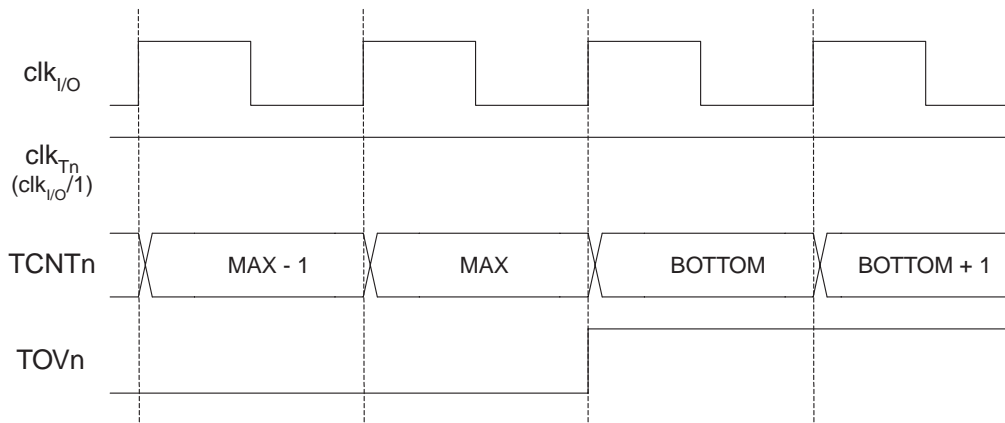 clkI/O
clkTn
(clkI/O/1)
TCNTn
MAX - 1
MAX
BOTTOM
BOTTOM + 1
TOVn